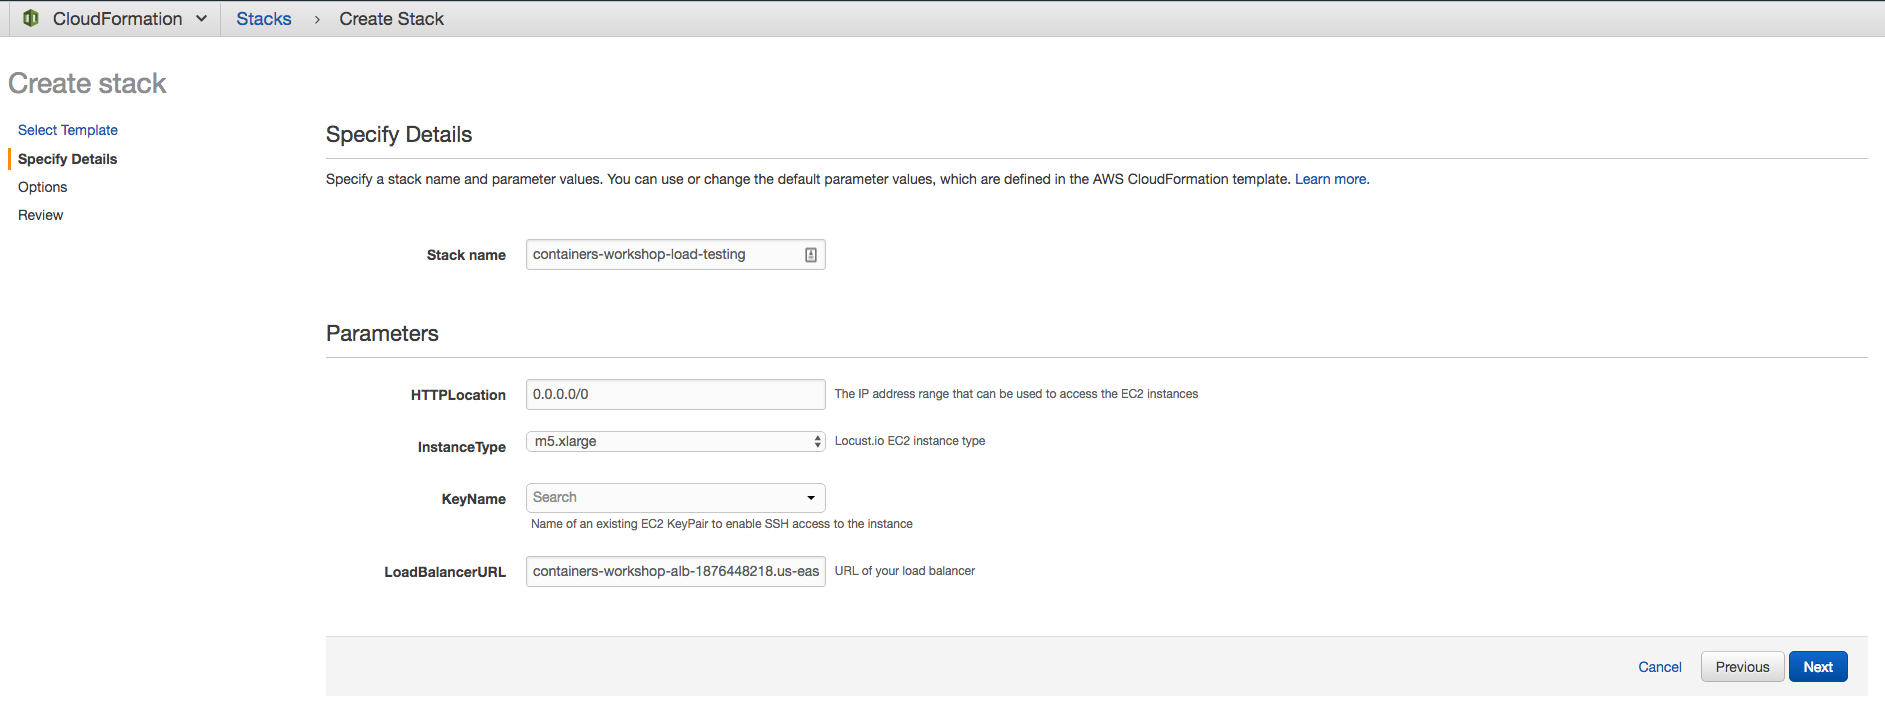 CloudFormation Stacks › Create Stack
Create stack
Select Template
Specify Details
Options
Review
Specify Details
Specify a stack name and parameter values. You can use or change the default parameter values, which are defined in the AWS CloudFormation template. Learn more.
Stack name containers-workshop-load-testing
Parameters
HTTPLocation 0.0.0.0/0 The IP address range that can be used to access the EC2 instances
InstanceType m5.xlarge Locust.io EC2 instance type
KeyName Search
Name of an existing EC2 KeyPair to enable SSH access to the instance
LoadBalancerURL containers-workshop-alb-1876448218.us-eas URL of your load balancer
Cancel Previous Next